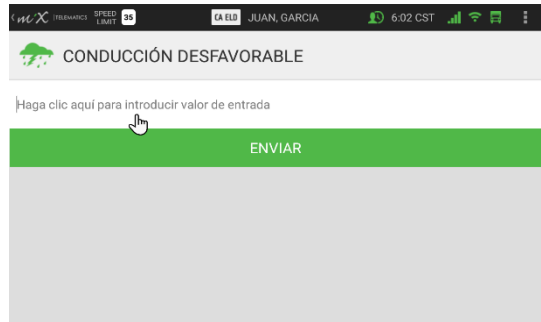 mX TELEMATICS SPEED LIMIT 35 CA ELD JUAN, GARCIA 6:02 CST
CONDUCCIÓN DESFAVORABLE
Haga clic aquí para introducir valor de entrada
ENVIAR